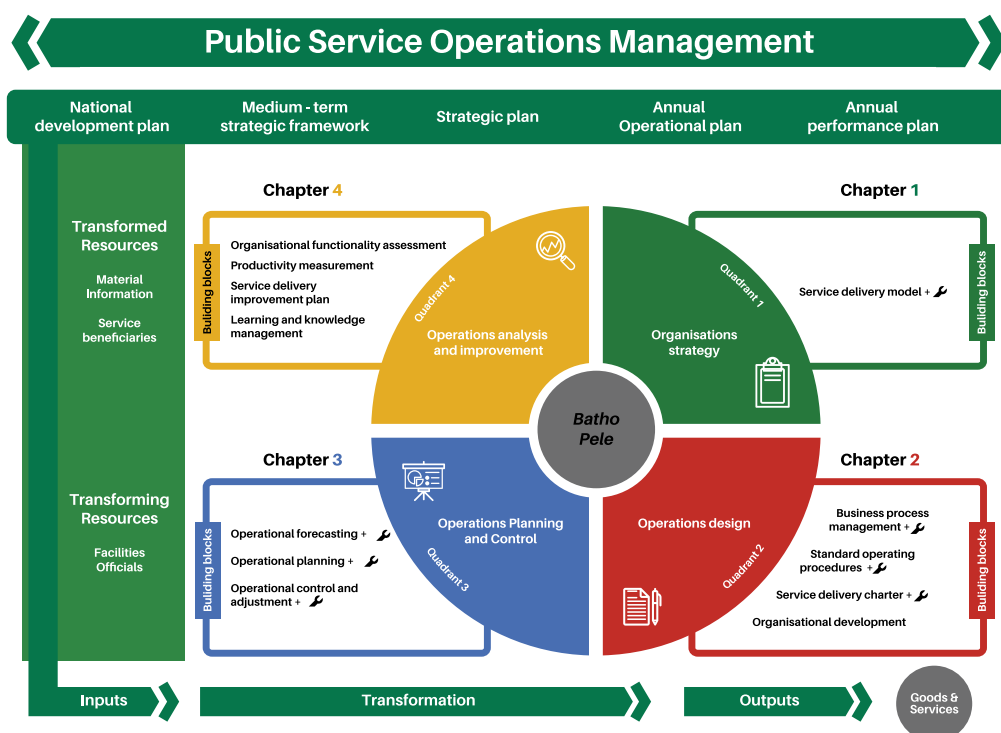 Public Service Operations Management
National
development plan
Medium - term
strategic framework
Strategic plan
Annual
Operational plan
Annual
performance plan
Transformed
Resources
Material
Information
Service
beneficiaries
Transforming
Resources
Facilities
Officials
Chapter 4
Buliding blocks
Organisational functionality assessment
Productivity measurement
Service delivery
improvement plan
Learning and knowledge
management
Quadrant 4
Operations analysis
and improvement
Chapter 1
Quadrant 1
Organisations
strategy
Service delivery model +
Buliding blocks
Batho
Pele
Chapter 3
Buliding blocks
Operational forecasting +
Operational planning +
Operational control and
adjustment +
Operations Planning
and Control
Quadrant 3
Chapter 2
Operations design
Quadrant 2
Business process
management +
Standard operating
procedures +
Service delivery charter +
Organisational development
Buliding blocks
Inputs
Transformation
Outputs
Goods &
Services